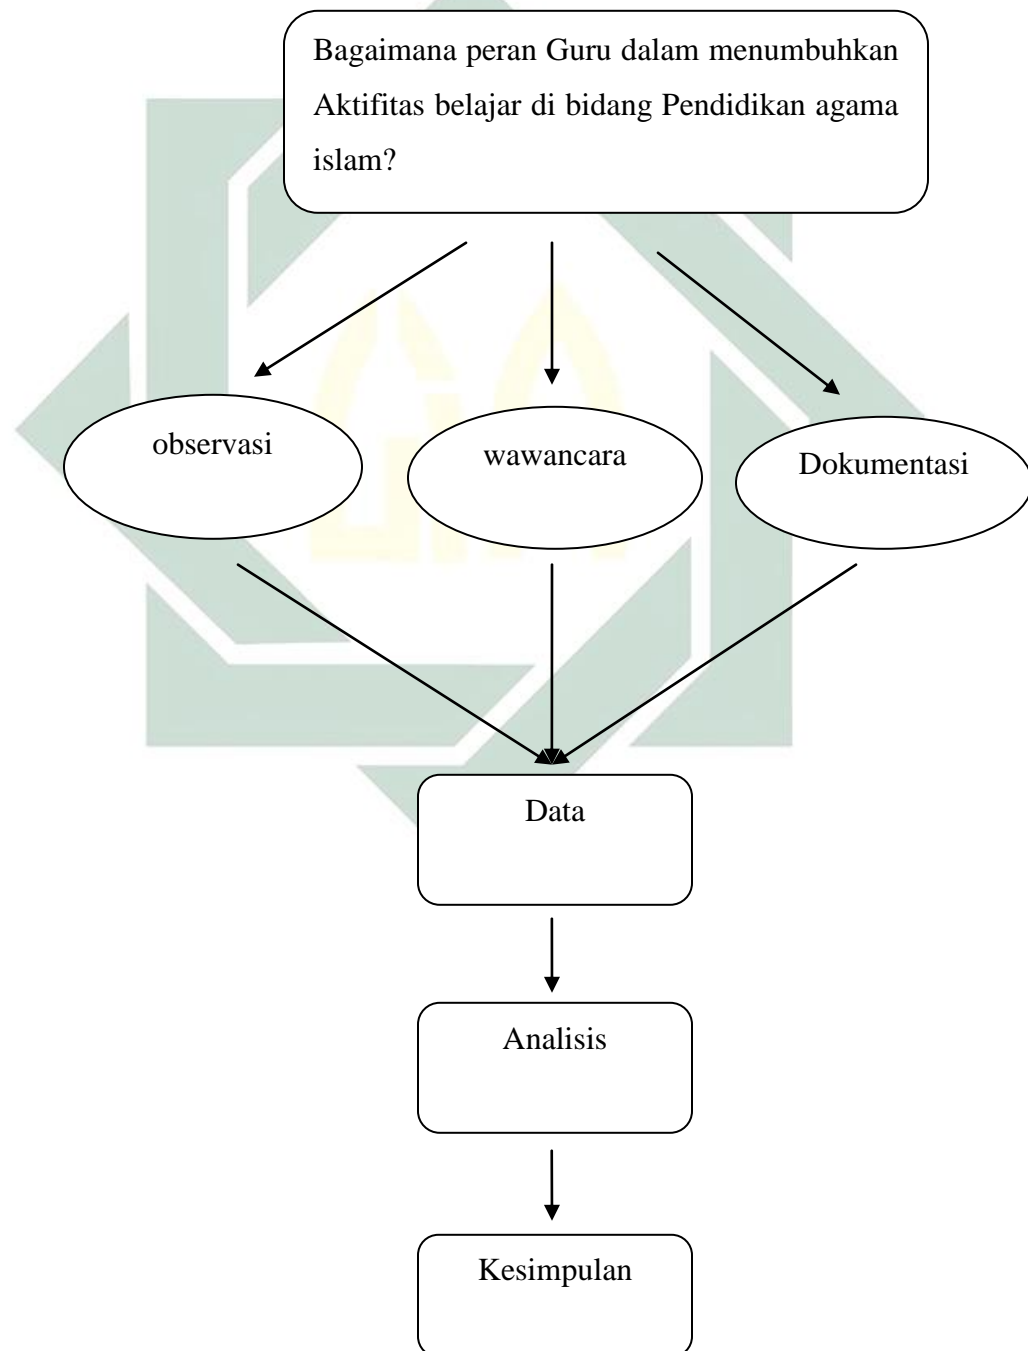 Bagaimana peran Guru dalam menumbuhkan
Aktifitas belajar di bidang Pendidikan agama
islam?
observasi
wawancara
Dokumentasi
Data
Analisis
Kesimpulan